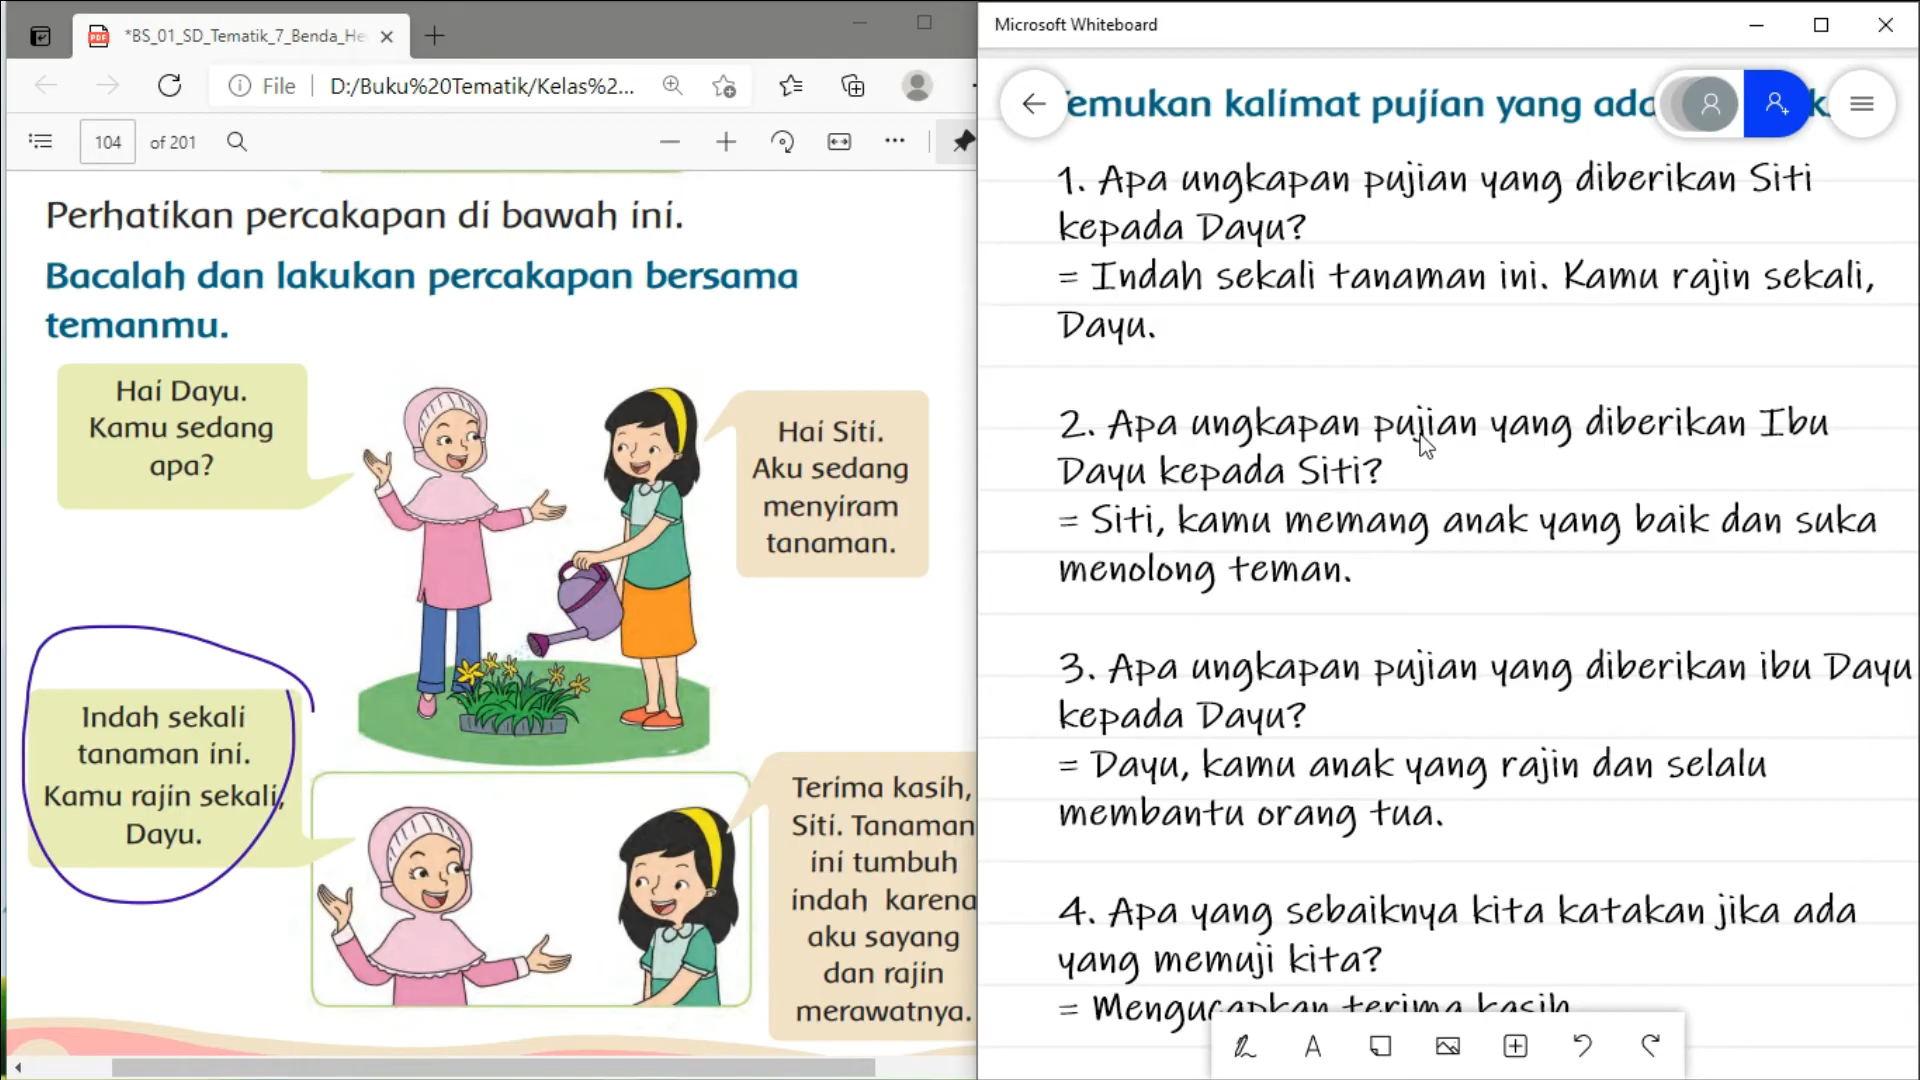 *BS_01_SD_Tematik_7_Benda_He
File
D:/Buku%20Tematik/Kelas%2...
104
of 201
Perhatikan percakapan di bawah ini.
Bacalah dan lakukan percakapan bersama
temanmu.
Hai Dayu.
Kamu sedang
apa?
Hai Siti.
Aku sedang
menyiram
tanaman.
Indah sekali
tanaman ini.
Kamu rajin sekali,
Dayu.
Terima kasih,
Siti. Tanaman
ini tumbuh
indah karena
aku sayang
dan rajin
merawatnya.
Microsoft Whiteboard
Temukan kalimat pujian yang ada
1. Apa ungkapan pujian yang diberikan Siti
kepada Dayu?
= Indah sekali tanaman ini. Kamu rajin sekali,
Dayu.
2. Apa ungkapan pujian yang diberikan Ibu
Dayu kepada Siti?
= Siti, kamu memang anak yang baik dan suka
menolong teman.
3. Apa ungkapan pujian yang diberikan ibu Dayu
kepada Dayu?
= Dayu, kamu anak yang rajin dan selalu
membantu orang tua.
4. Apa yang sebaiknya kita katakan jika ada
yang memuji kita?
= Mengucapkan terima kasih